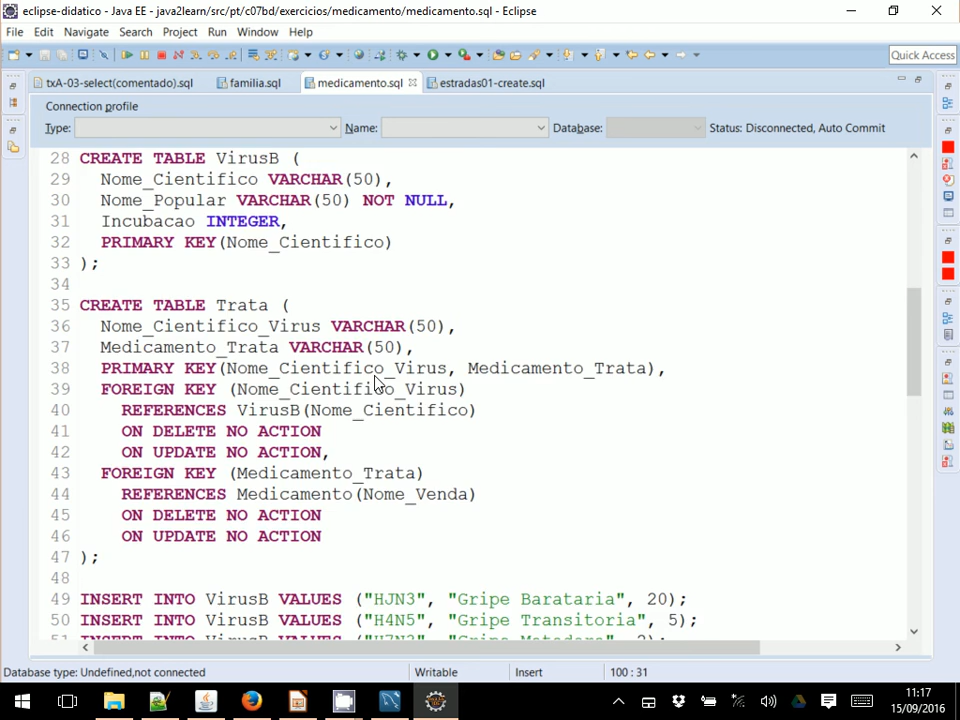 eclipse-didatico - Java EE - java2learn/src/pt/c07bd/exercicios/medicamento/medicamento.sql - Eclipse
File Edit Navigate Search Project Run Window Help
Quick Access
txA-03-select(comentado).sql familia.sql medicamento.sql estradas01-create.sql
Connection profile
Type: Name: Database: Status: Disconnected, Auto Commit
28 CREATE TABLE VirusB (
29 Nome_Cientifico VARCHAR(50),
30 Nome_Popular VARCHAR(50) NOT NULL,
31 Incubacao INTEGER,
32 PRIMARY KEY(Nome_Cientifico)
33 );
34
35 CREATE TABLE Trata (
36 Nome_Cientifico_Virus VARCHAR(50),
37 Medicamento_Trata VARCHAR(50),
38 PRIMARY KEY(Nome_Cientifico_Virus, Medicamento_Trata),
39 FOREIGN KEY (Nome_Cientifico_Virus)
40 REFERENCES VirusB(Nome_Cientifico)
41 ON DELETE NO ACTION
42 ON UPDATE NO ACTION,
43 FOREIGN KEY (Medicamento_Trata)
44 REFERENCES Medicamento(Nome_Venda)
45 ON DELETE NO ACTION
46 ON UPDATE NO ACTION
47 );
48
49 INSERT INTO VirusB VALUES ("HJN3", "Gripe Barataria", 20);
50 INSERT INTO VirusB VALUES ("H4N5", "Gripe Transitoria", 5);
51 INSERT INTO VirusB VALUES
Database type: Undefined,not connected Writable Insert 100 : 31
11:17
15/09/2016